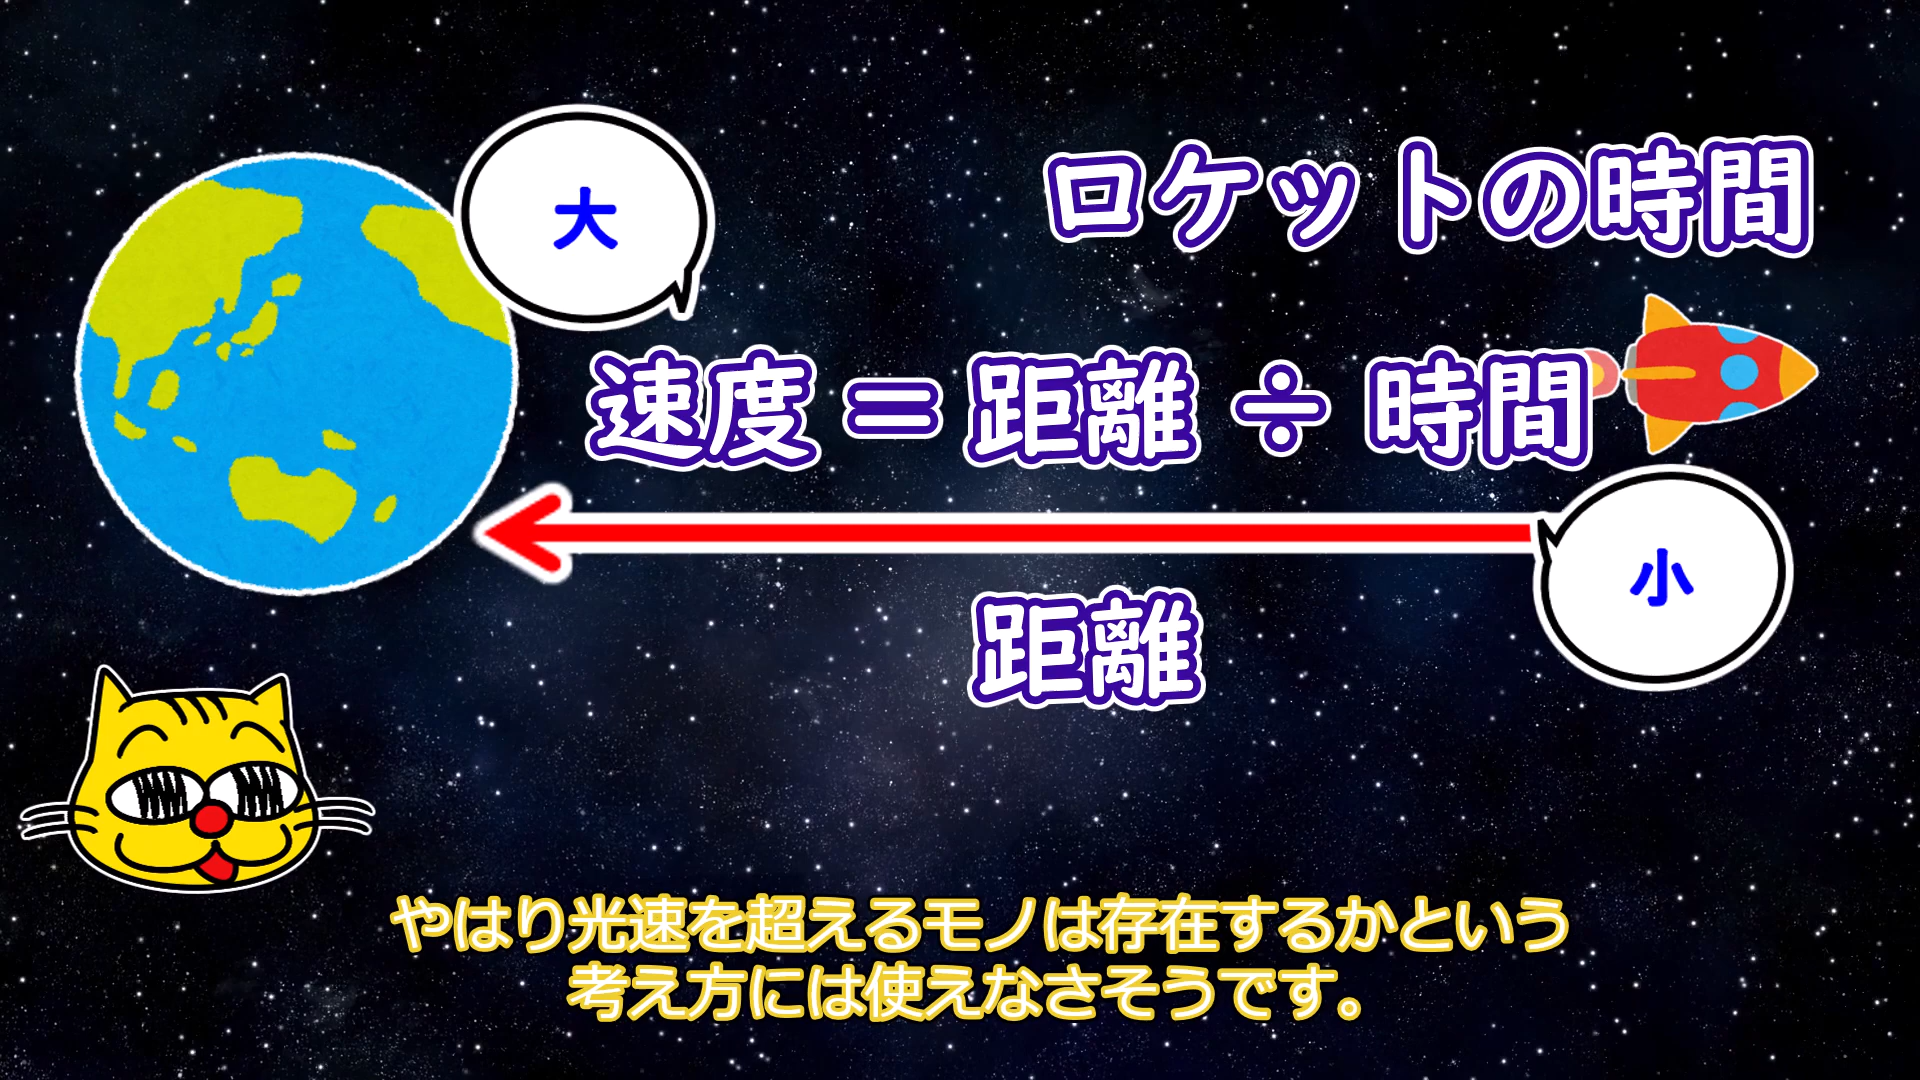 大
ロケットの時間
速度 = 距離 ÷ 時間
小
距離
やはり光速を超えるモノは存在するかという
考え方には使えなさそうです。